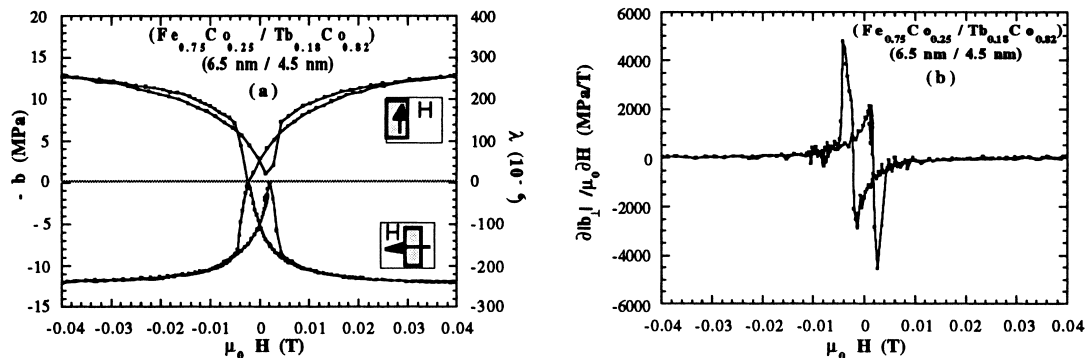 (Fe0.75Co0.25 / Tb0.18Co0.82)
(6.5 nm / 4.5 nm)
(a)
H
H
- b (MPa)
20
15
10
5
0
- 5
-10
-15
400
300
200
100
0
-100
-200
-300
λ (10-6)
-0.04 -0.03 -0.02 -0.01 0 0.01 0.02 0.03 0.04
μo H (T)
(Fe0.75Co0.25 / Tb0.18Co0.82)
(6.5 nm / 4.5 nm)
(b)
∂|b⊥| /μo∂H (MPa/T)
6000
4000
2000
0
-2000
-4000
-6000
-0.04 -0.03 -0.02 -0.01 0 0.01 0.02 0.03 0.04
μo H (T)